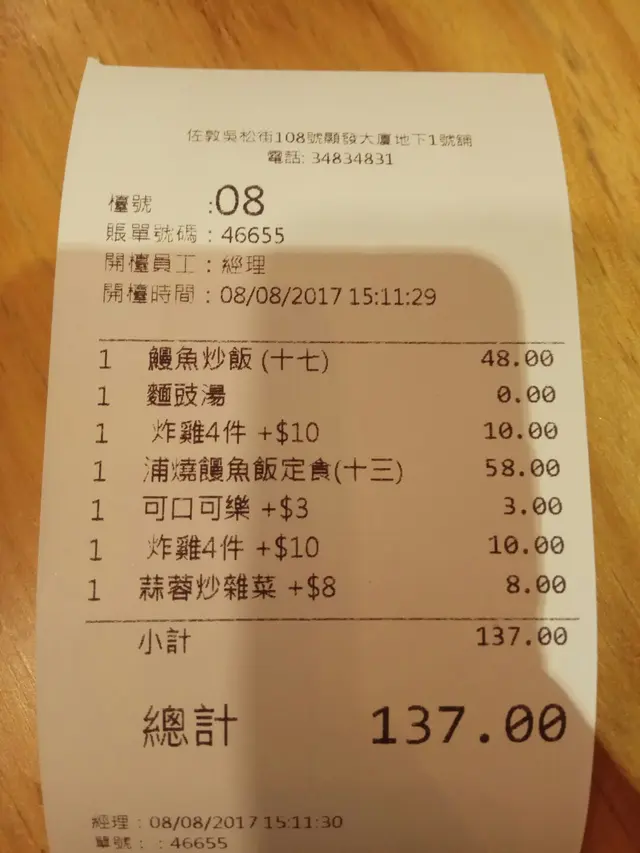 佐敦吳松街108號顯發大廈地下1號舖
電話: 34834831
檯號 :08
賬單號碼 : 46655
開檯員工 : 經理
開檯時間 : 08/08/2017 15:11:29
1 鰻魚炒飯 (十七) 48.00
1 麵豉湯 0.00
1 炸雞4件 +$10 10.00
1 浦燒饅魚飯定食(十三) 58.00
1 可口可樂 +$3 3.00
1 炸雞4件 +$10 10.00
1 蒜蓉炒雜菜 +$8 8.00
小計 137.00
總計 137.00
經理 : 08/08/2017 15:11:30
單號 : : 46655